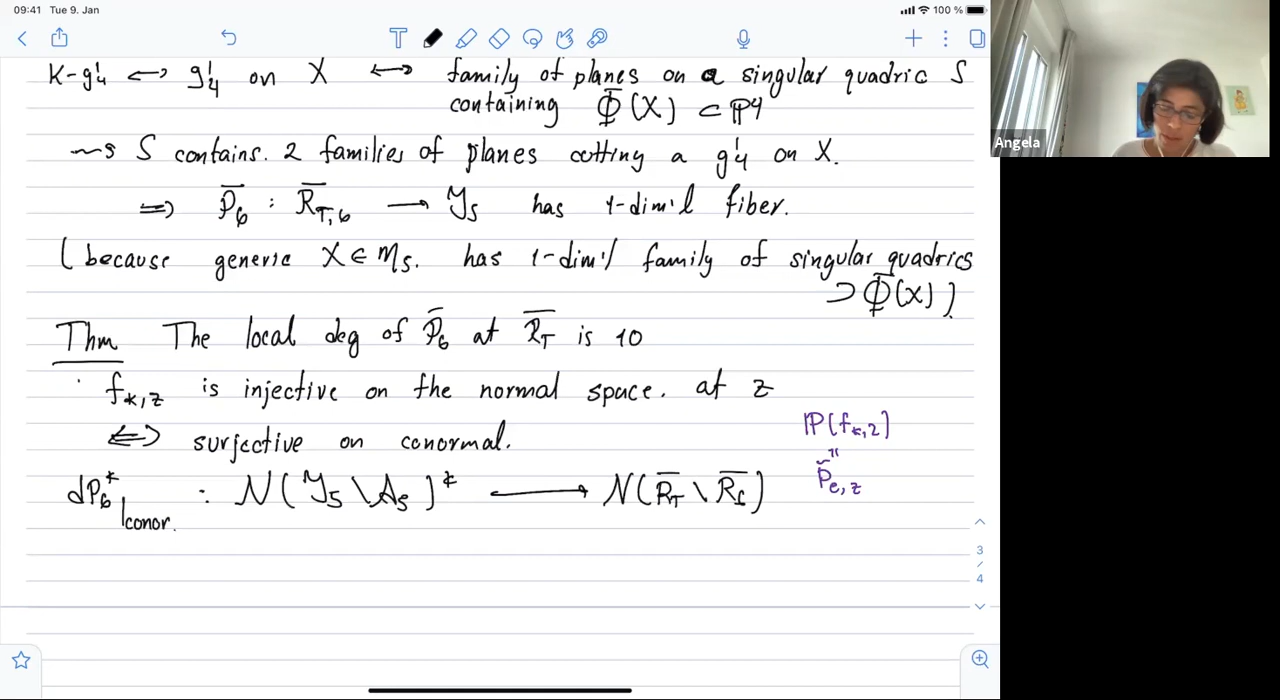 09:41 Tue 9. Jan
100 %
K-g¹₄ ⟷ g¹₄ on X ⟷ family of planes on a singular quadric S
containing Φ̄(X) ⊂ ℙ4
⇝ S contains. 2 families of planes cutting a g¹₄ on X.
⇒ P̄₆ : R̄_{T,6} → 𝒴₅ has 1-dim'l fiber.
(because generic X ∈ M₅. has 1-dim'l family of singular quadrics
⊃ Φ̄(X))
Thm The local deg of P̄₆ at R̄_T is 10
· f_{*,z} is injective on the normal space. at z
⟺ surjective on conormal.
ℙ(f_{*,z})
=
P̃_{e,z}
dP₆*|conor. : N(𝒴₅ \ A₅)* ⟶ N(R̄_T \ R̄_6)
Angela
3
/
4